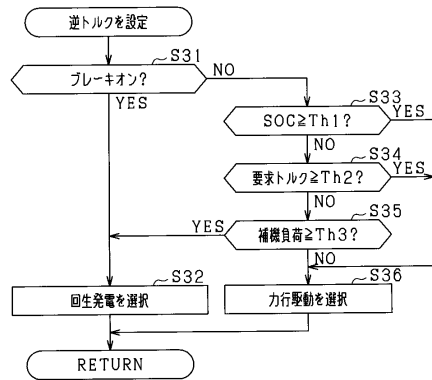 逆トルクを設定
S31
ブレーキオン?
NO
YES
S33
SOC≧Th1?
YES
NO
S34
要求トルク≧Th2?
YES
NO
S35
YES
補機負荷≧Th3?
NO
S32
S36
回生発電を選択
力行駆動を選択
RETURN